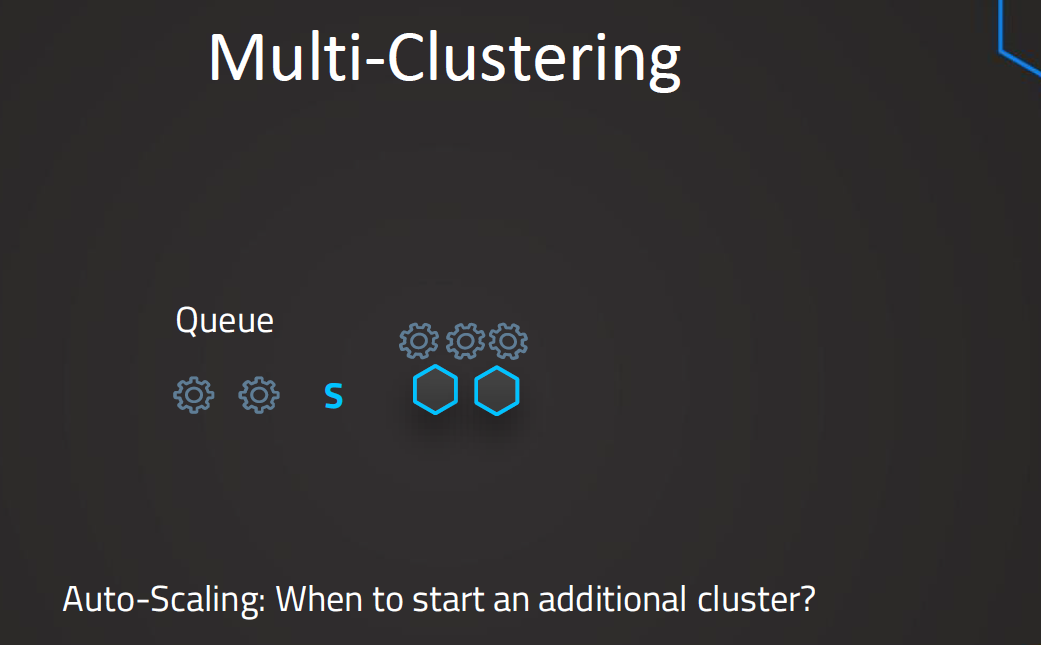 Multi-Clustering
Queue
S
Auto-Scaling: When to start an additional cluster?